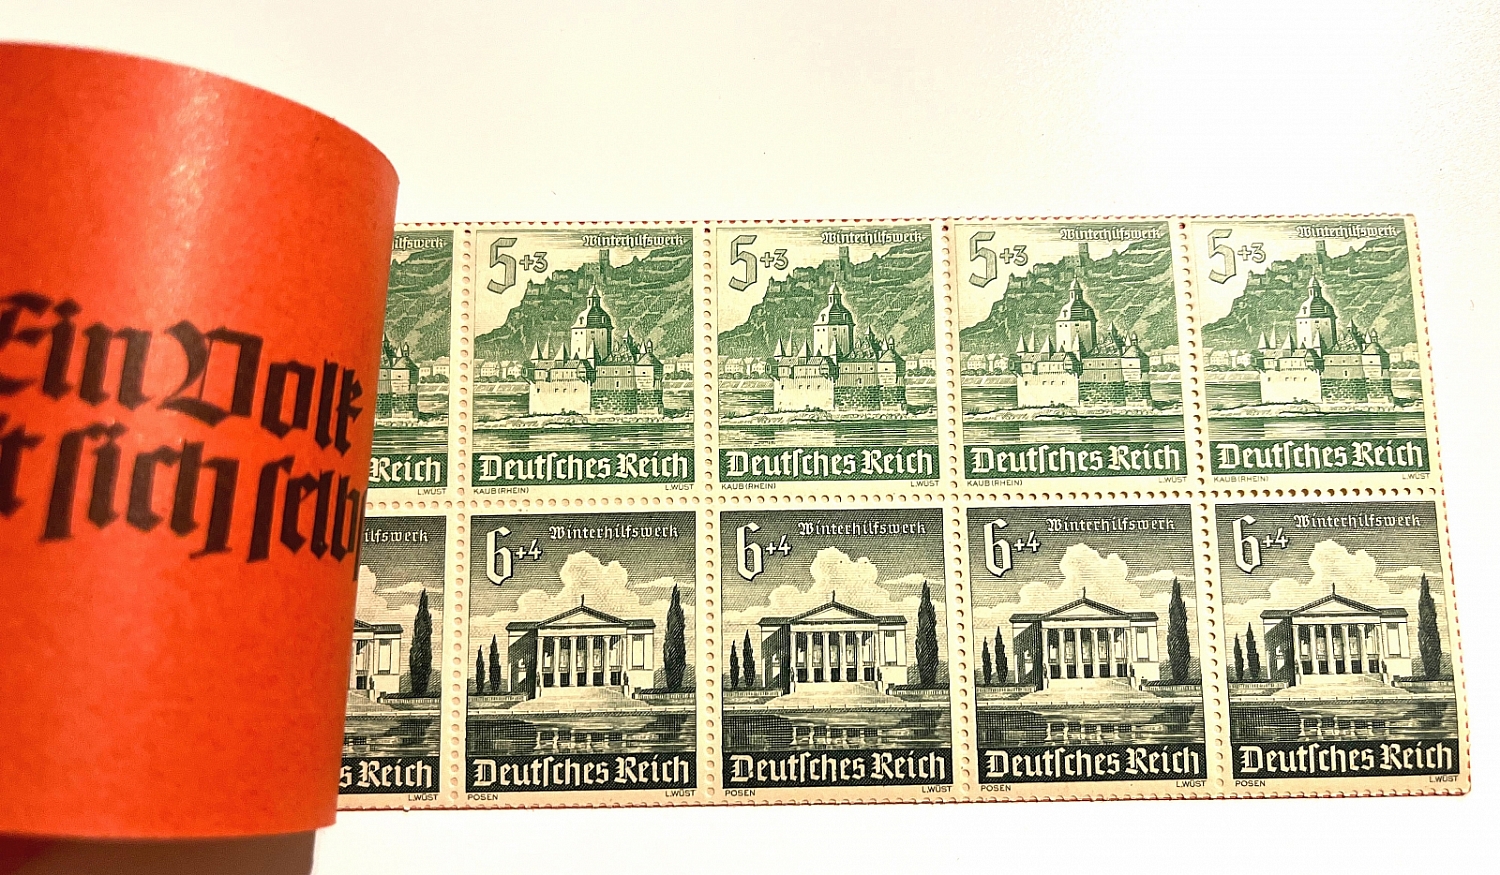 Ein Volk
t sich selb
ilfswerk
Reich
L.WÜST
5+3 Winterhilfswerk
Deutsches Reich
KAUB (RHEIN) L.WÜST
5+3 Winterhilfswerk
Deutsches Reich
KAUB (RHEIN) L.WÜST
5+3 Winterhilfswerk
Deutsches Reich
KAUB (RHEIN) L.WÜST
5+3 Winterhilfswerk
Deutsches Reich
KAUB (RHEIN) L.WÜST
ilfswerk
s Reich
L.WÜST
6+4 Winterhilfswerk
Deutsches Reich
POSEN L.WÜST
6+4 Winterhilfswerk
Deutsches Reich
POSEN L.WÜST
6+4 Winterhilfswerk
Deutsches Reich
POSEN L.WÜST
6+4 Winterhilfswerk
Deutsches Reich
POSEN L.WÜST